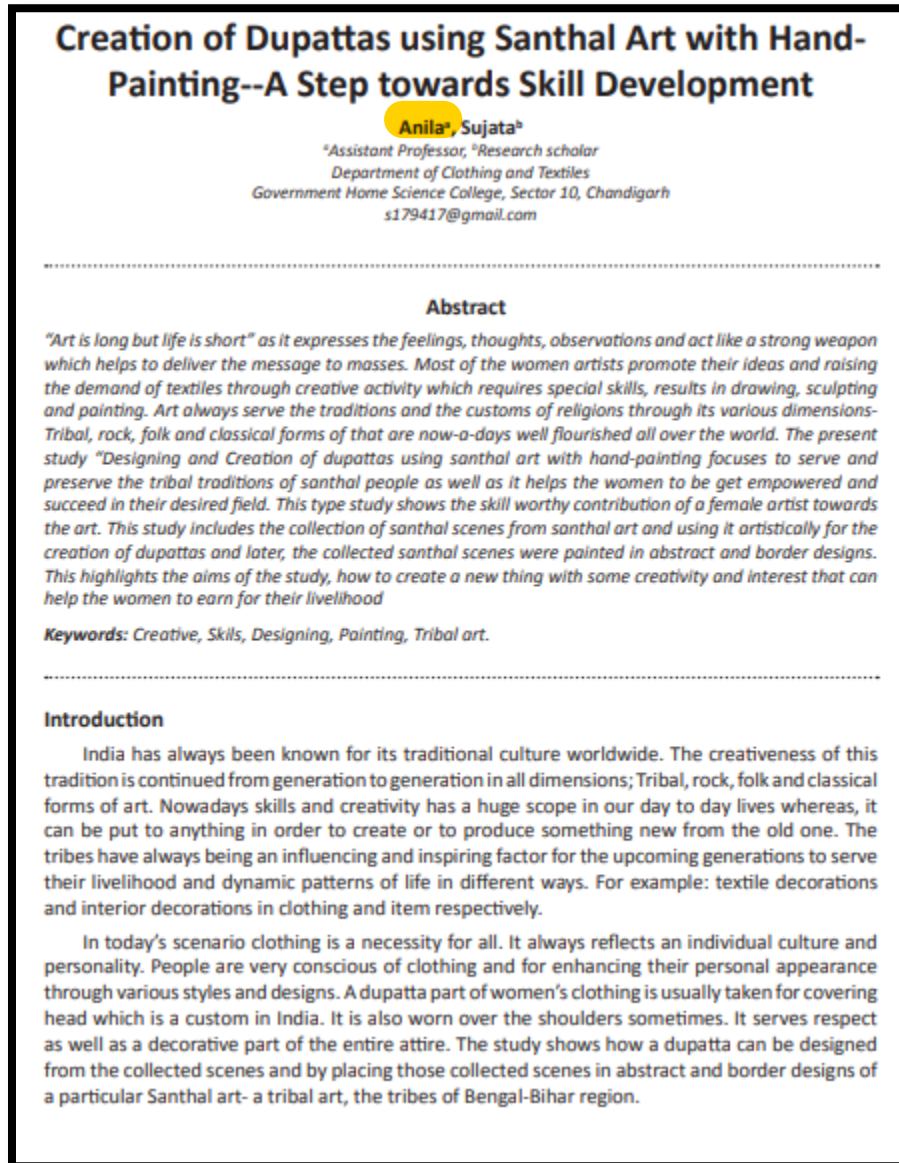 Creation of Dupattas using Santhal Art with Hand-
Painting--A Step towards Skill Development
Anilaᵃ, Sujataᵇ
ᵃAssistant Professor, ᵇResearch scholar
Department of Clothing and Textiles
Government Home Science College, Sector 10, Chandigarh
s179417@gmail.com
Abstract
“Art is long but life is short” as it expresses the feelings, thoughts, observations and act like a strong weapon
which helps to deliver the message to masses. Most of the women artists promote their ideas and raising
the demand of textiles through creative activity which requires special skills, results in drawing, sculpting
and painting. Art always serve the traditions and the customs of religions through its various dimensions-
Tribal, rock, folk and classical forms of that are now-a-days well flourished all over the world. The present
study “Designing and Creation of dupattas using santhal art with hand-painting focuses to serve and
preserve the tribal traditions of santhal people as well as it helps the women to be get empowered and
succeed in their desired field. This type study shows the skill worthy contribution of a female artist towards
the art. This study includes the collection of santhal scenes from santhal art and using it artistically for the
creation of dupattas and later, the collected santhal scenes were painted in abstract and border designs.
This highlights the aims of the study, how to create a new thing with some creativity and interest that can
help the women to earn for their livelihood
Keywords: Creative, Skils, Designing, Painting, Tribal art.
Introduction
India has always been known for its traditional culture worldwide. The creativeness of this
tradition is continued from generation to generation in all dimensions; Tribal, rock, folk and classical
forms of art. Nowadays skills and creativity has a huge scope in our day to day lives whereas, it
can be put to anything in order to create or to produce something new from the old one. The
tribes have always being an influencing and inspiring factor for the upcoming generations to serve
their livelihood and dynamic patterns of life in different ways. For example: textile decorations
and interior decorations in clothing and item respectively.
In today’s scenario clothing is a necessity for all. It always reflects an individual culture and
personality. People are very conscious of clothing and for enhancing their personal appearance
through various styles and designs. A dupatta part of women’s clothing is usually taken for covering
head which is a custom in India. It is also worn over the shoulders sometimes. It serves respect
as well as a decorative part of the entire attire. The study shows how a dupatta can be designed
from the collected scenes and by placing those collected scenes in abstract and border designs of
a particular Santhal art- a tribal art, the tribes of Bengal-Bihar region.